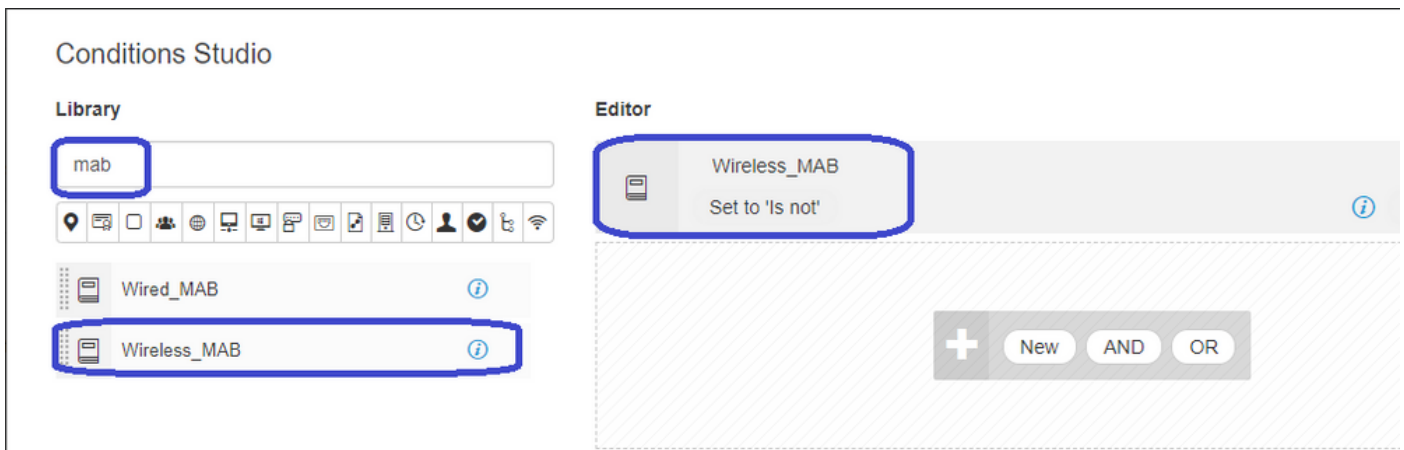 Conditions Studio
Library
mab
Wired_MAB
Wireless_MAB
Editor
Wireless_MAB
Set to 'Is not'
New AND OR